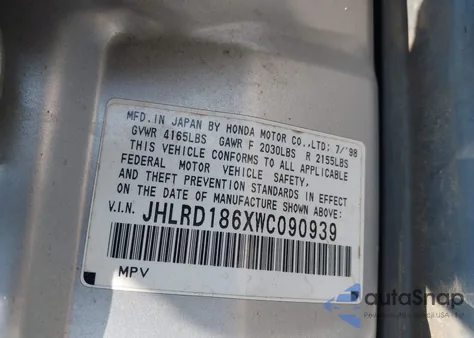 MFD. IN JAPAN BY HONDA MOTOR CO., LTD: 7/'98
GVWR 4165LBS GAWR F 2030LBS R 2155LBS
THIS VEHICLE CONFORMS TO ALL APPLICABLE
FEDERAL MOTOR VEHICLE SAFETY,
AND THEFT PREVENTION STANDARDS IN EFFECT
ON THE DATE OF MANUFACTURE SHOWN ABOVE:
V.I.N. JHLRD186XWC090939
MPV
autoSnap